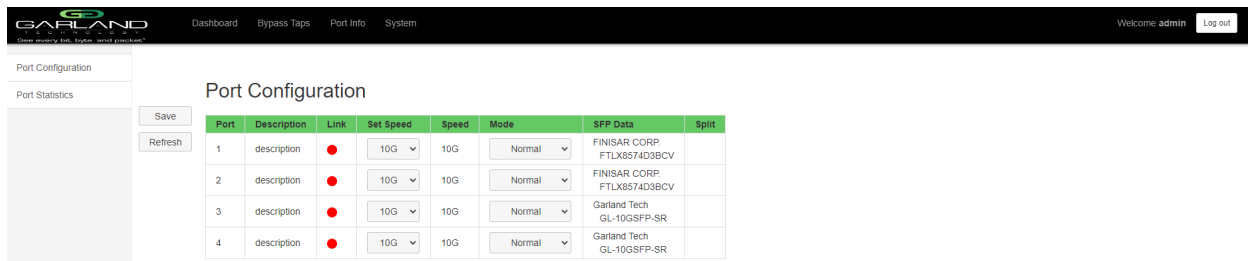 GARLAND
TECHNOLOGY
See every bit, byte, and packet®
Dashboard Bypass Taps Port Info System
Welcome admin Log out
Port Configuration
Port Statistics
Save
Refresh
Port Configuration
Port Description Link Set Speed Speed Mode SFP Data Split
1 description 10G 10G Normal FINISAR CORP.
FTLX8574D3BCV
2 description 10G 10G Normal FINISAR CORP.
FTLX8574D3BCV
3 description 10G 10G Normal Garland Tech
GL-10GSFP-SR
4 description 10G 10G Normal Garland Tech
GL-10GSFP-SR